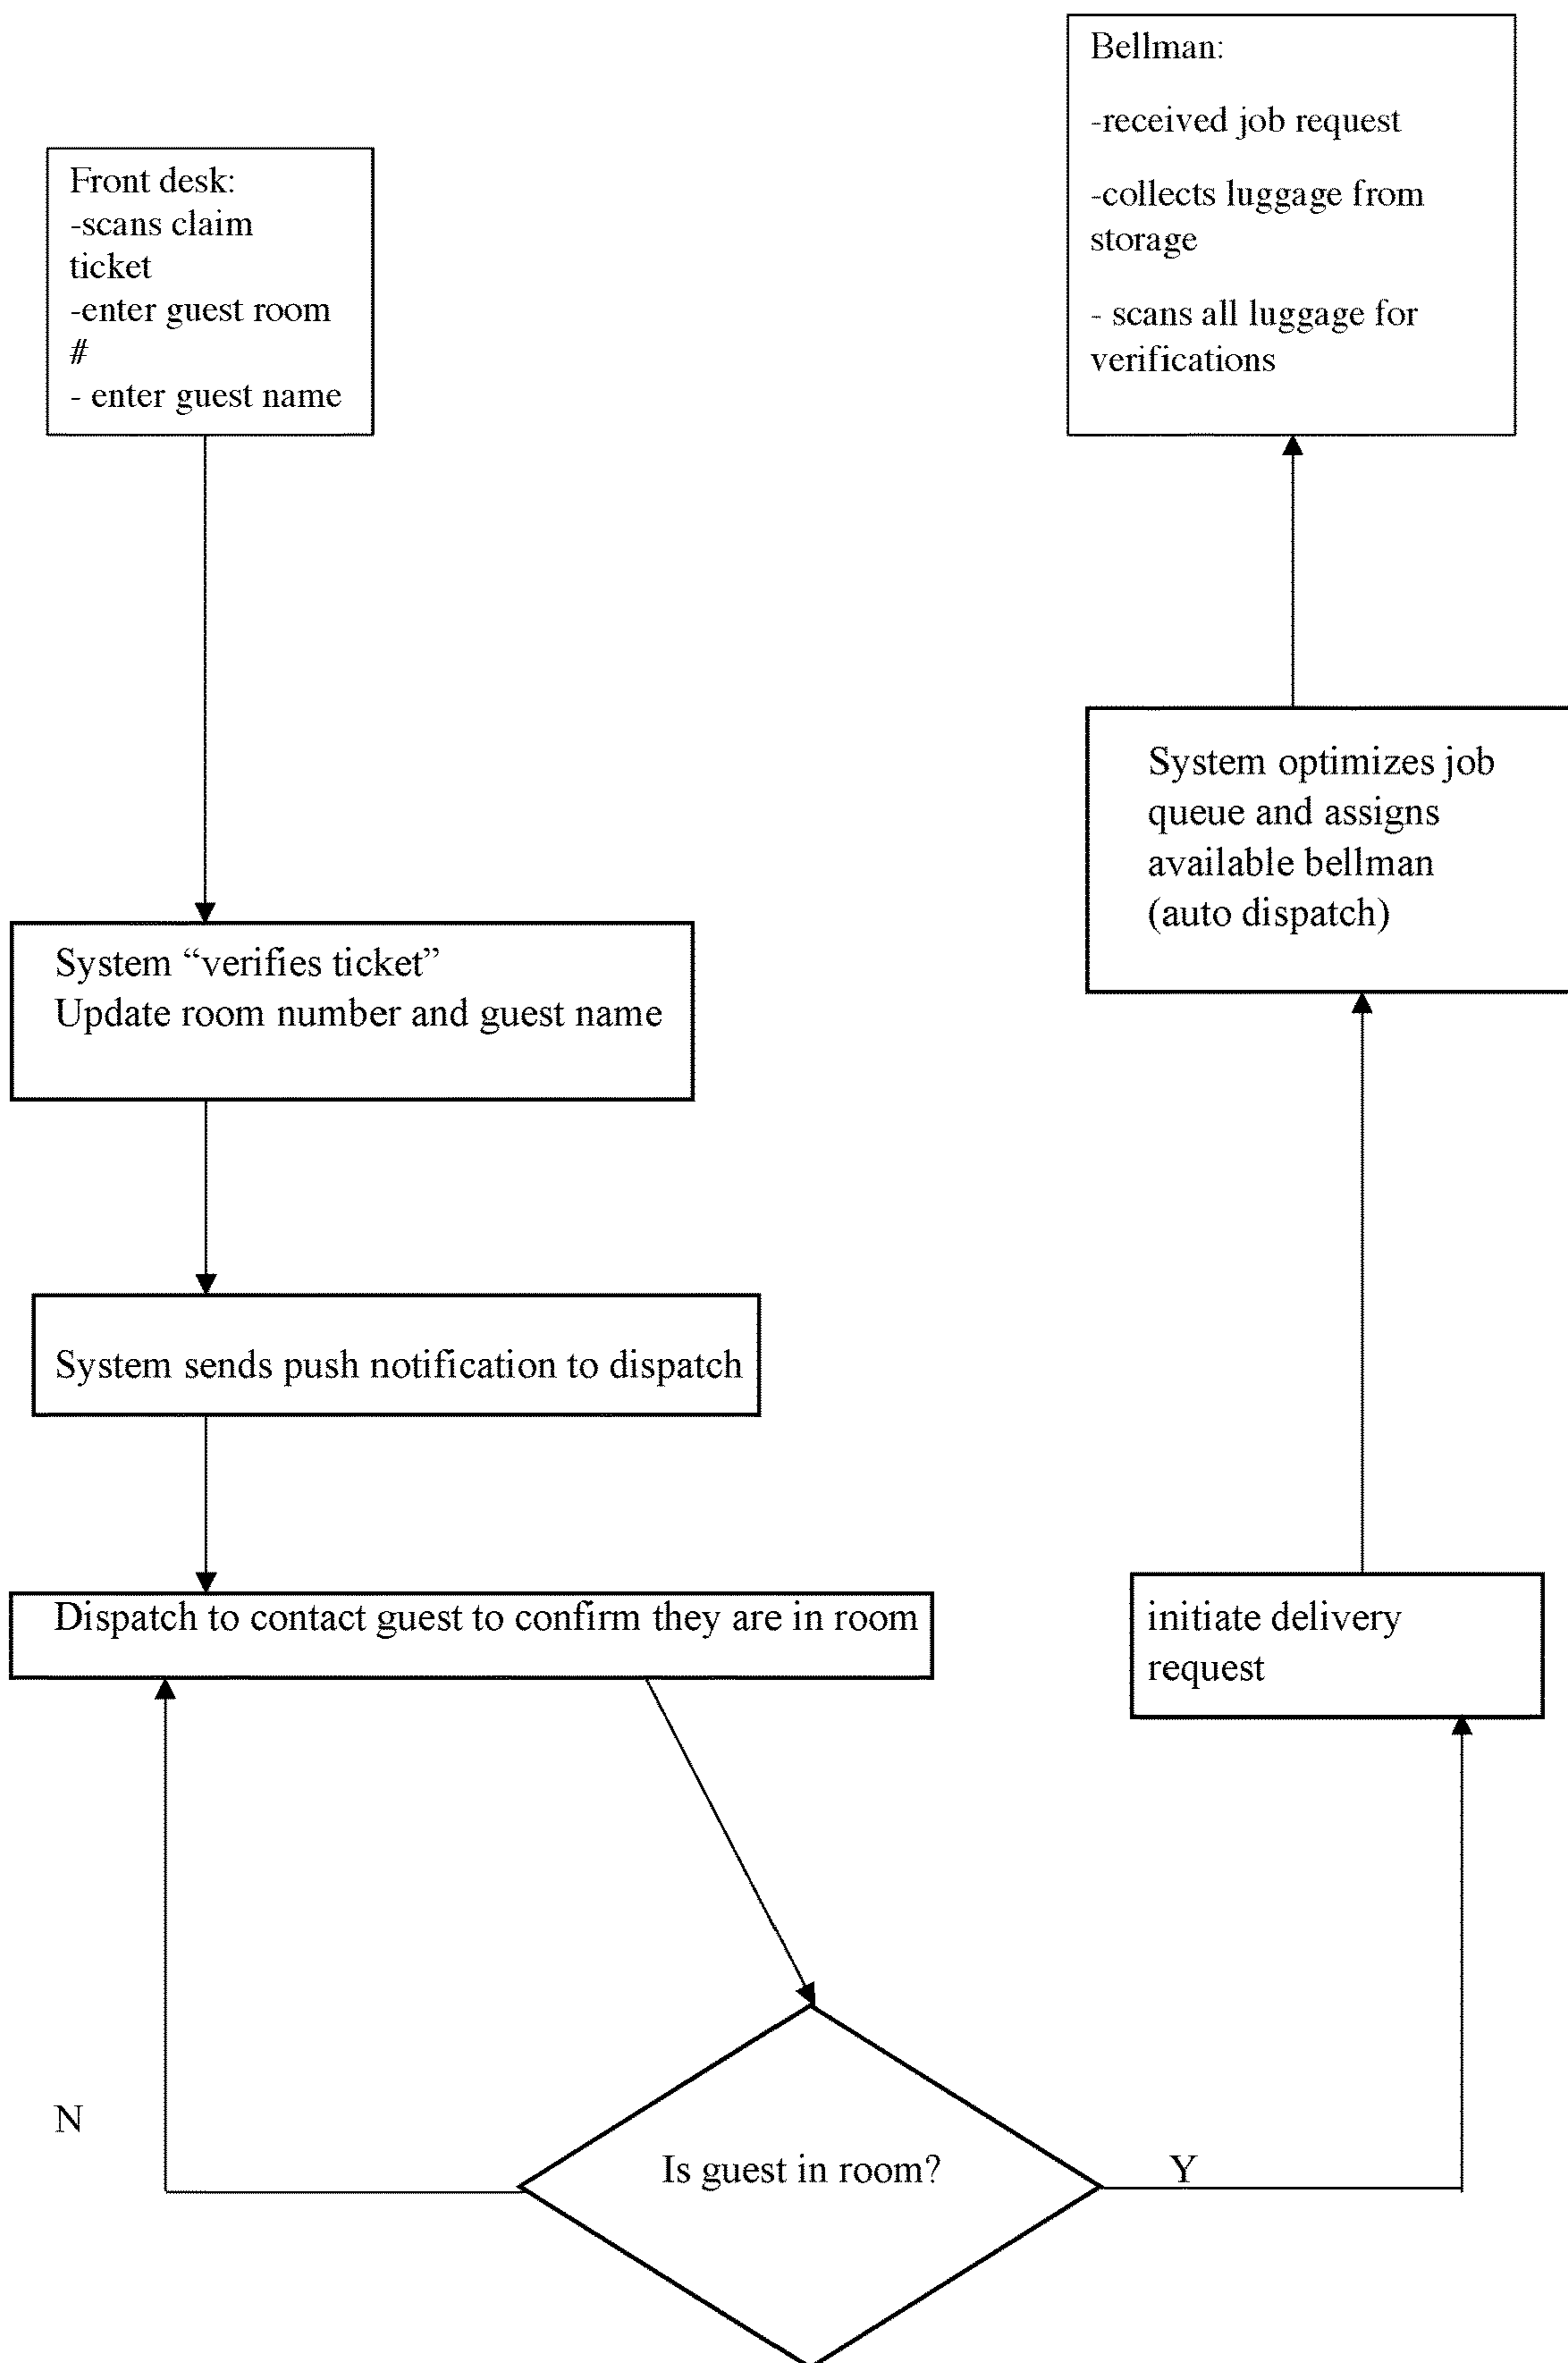 Front desk:
-scans claim
ticket
-enter guest room
#
- enter guest name
System “verifies ticket”
Update room number and guest name
System sends push notification to dispatch
Dispatch to contact guest to confirm they are in room
N
Is guest in room?
Y
initiate delivery
request
System optimizes job
queue and assigns
available bellman
(auto dispatch)
Bellman:
-received job request
-collects luggage from
storage
- scans all luggage for
verifications